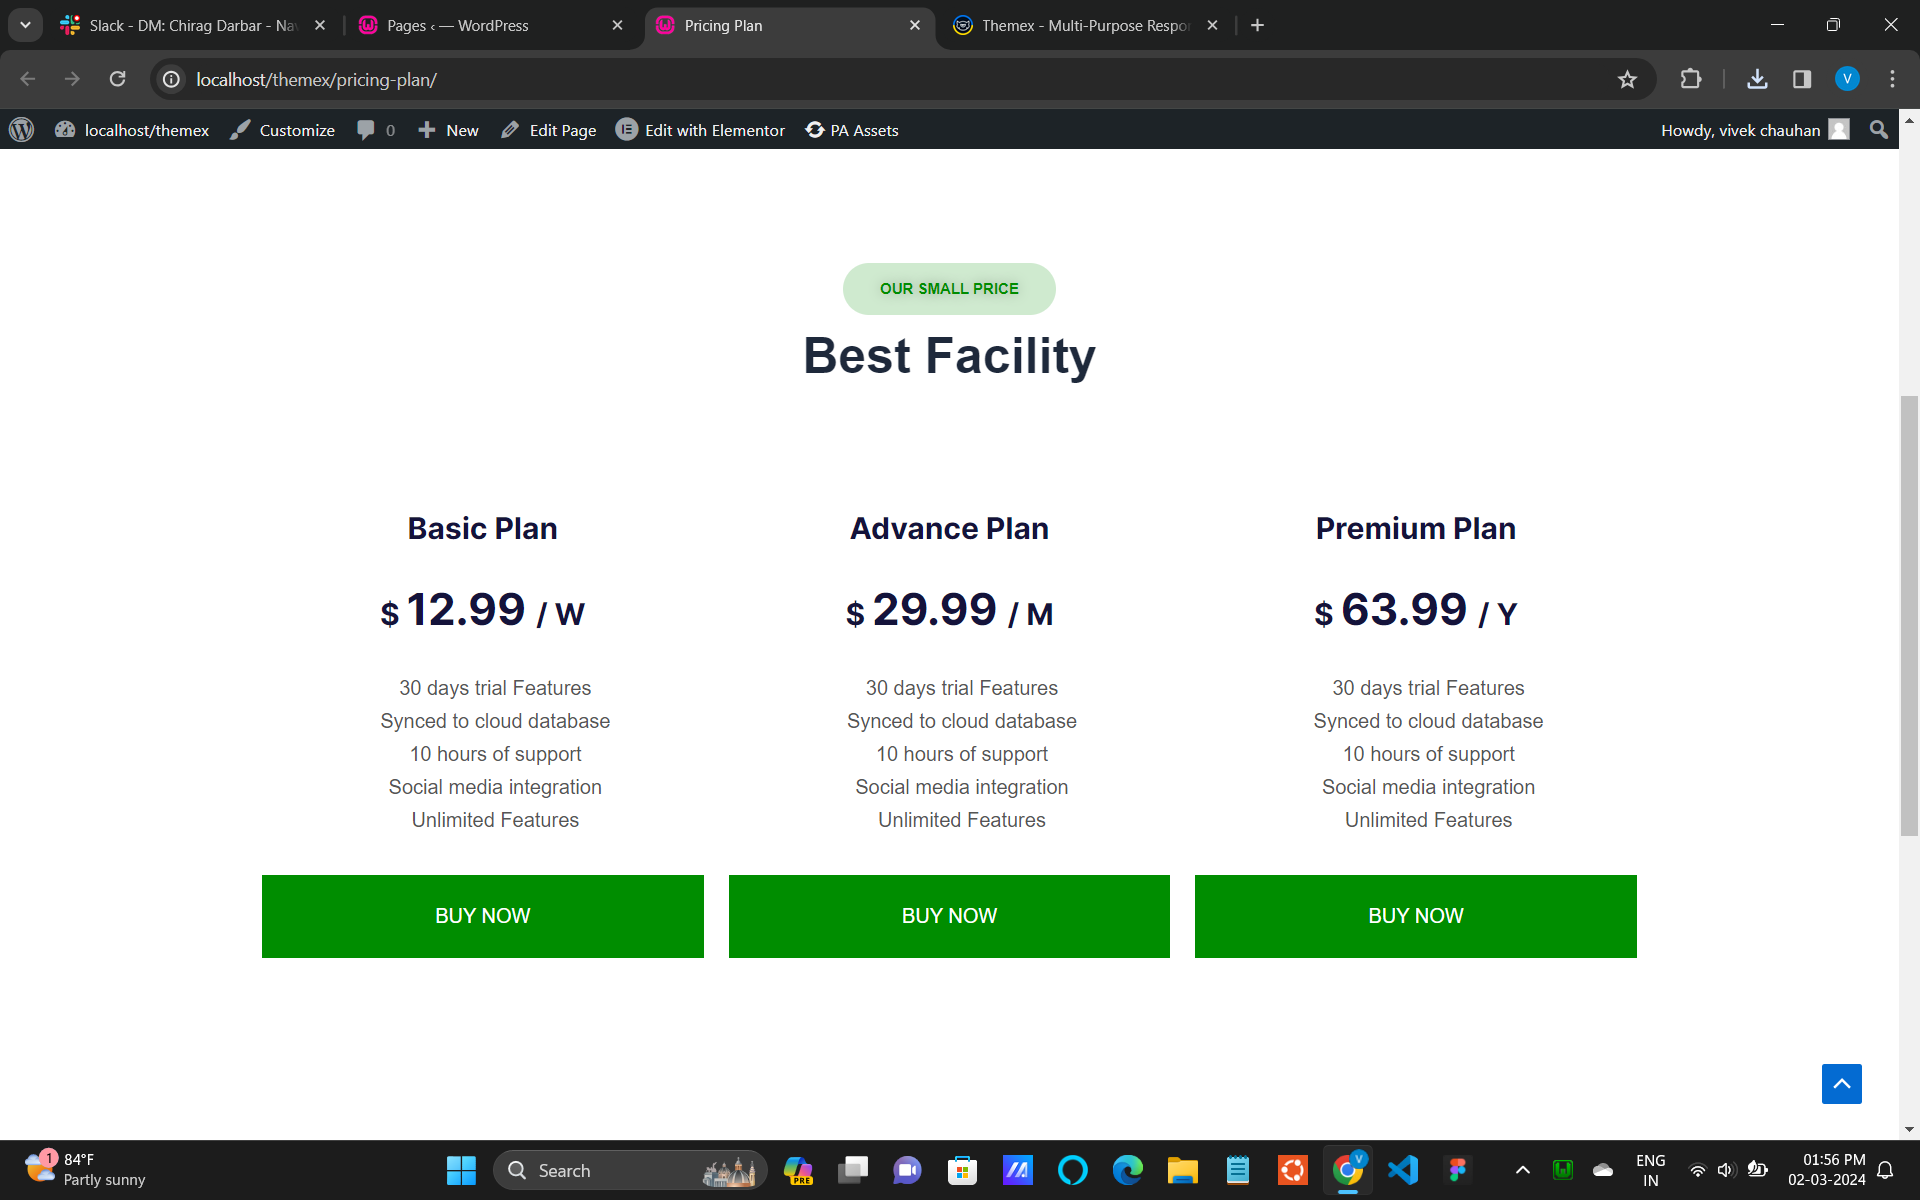 Slack - DM: Chirag Darbar - Na
Pages ‹ — WordPress
Pricing Plan
Themex - Multi-Purpose Respo
localhost/themex/pricing-plan/
V
localhost/themex
Customize
0
New
Edit Page
Edit with Elementor
PA Assets
Howdy, vivek chauhan
OUR SMALL PRICE
Best Facility
Basic Plan
$ 12.99 / W
30 days trial Features
Synced to cloud database
10 hours of support
Social media integration
Unlimited Features
BUY NOW
Advance Plan
$ 29.99 / M
30 days trial Features
Synced to cloud database
10 hours of support
Social media integration
Unlimited Features
BUY NOW
Premium Plan
$ 63.99 / Y
30 days trial Features
Synced to cloud database
10 hours of support
Social media integration
Unlimited Features
BUY NOW
1
84°F
Partly sunny
Search
PRE
V
ENG
IN
01:56 PM
02-03-2024